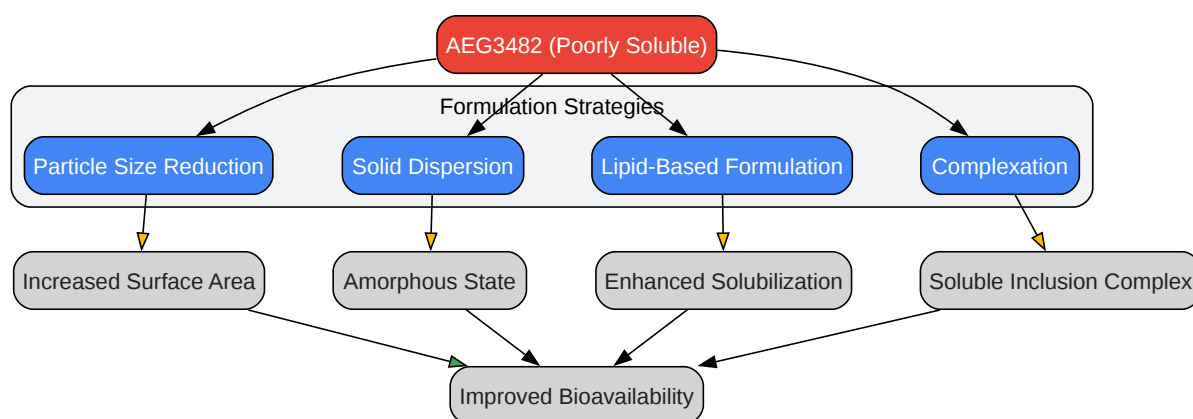 AEG3482 (Poorly Soluble)
Formulation Strategies
Particle Size Reduction
Solid Dispersion
Lipid-Based Formulation
Complexation
Increased Surface Area
Amorphous State
Enhanced Solubilization
Soluble Inclusion Complex
Improved Bioavailability